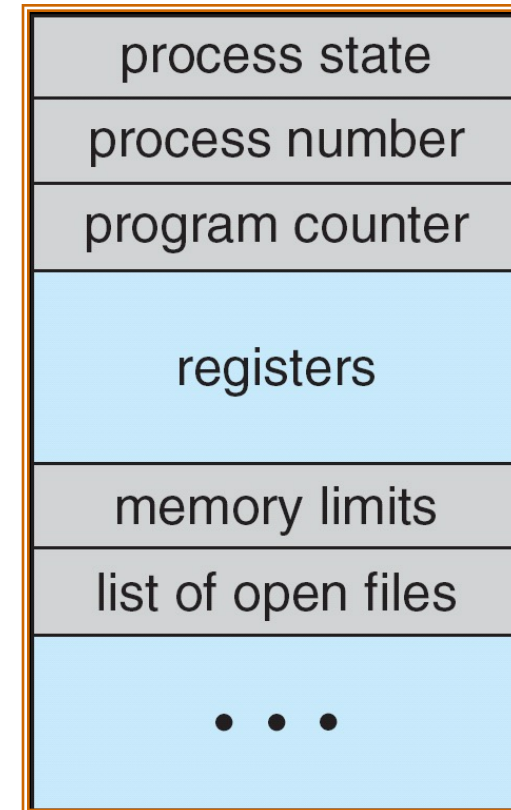 process state
process number
program counter
registers
memory limits
list of open files
• • •